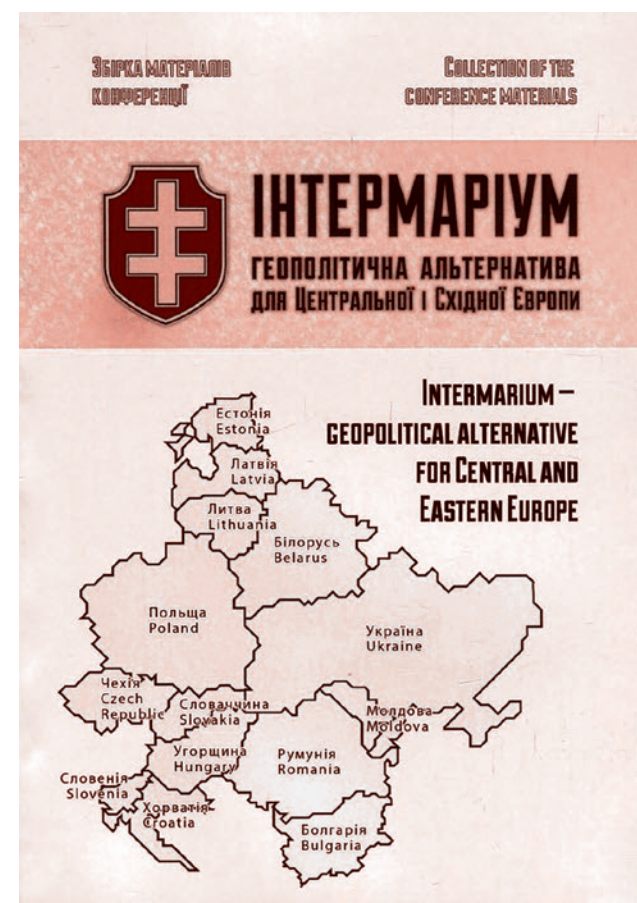 Збірка матеріалів
конференції
Collection of the
conference materials
ІНТЕРМАРІУМ
ГЕОПОЛІТИЧНА АЛЬТЕРНАТИВА
для Центральної і Східної Європи
Intermarium –
geopolitical alternative
for Central and
Eastern Europe
Естонія
Estonia
Латвія
Latvia
Литва
Lithuania
Білорусь
Belarus
Польща
Poland
Україна
Ukraine
Чехія
Czech
Republic
Словаччина
Slovakia
Молдова
Moldova
Угорщина
Hungary
Румунія
Romania
Словенія
Slovenia
Хорватія
Croatia
Болгарія
Bulgaria